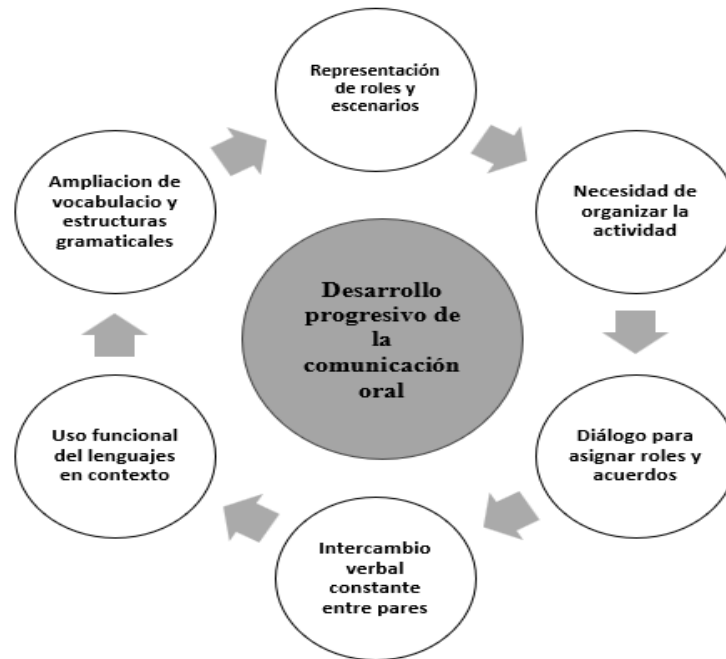 Representación
de roles y
escenarios
Necesidad de
organizar la
actividad
Diálogo para
asignar roles y
acuerdos
Intercambio
verbal
constante
entre pares
Uso funcional
del lenguajes
en contexto
Ampliacion de
vocabulacio y
estructuras
gramaticales
Desarrollo
progresivo de
la
comunicación
oral